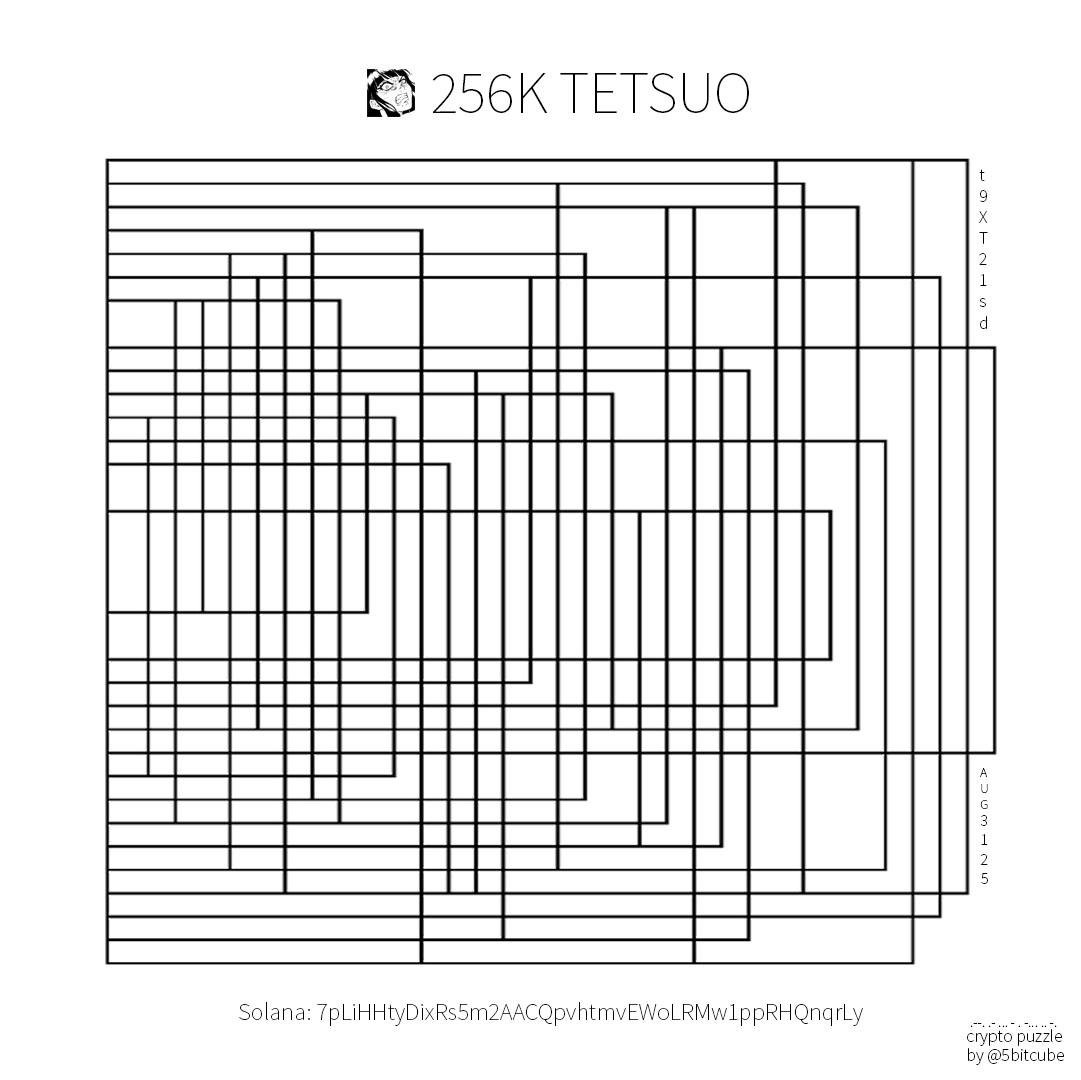 256K TETSUO
t
9
X
T
2
1
s
d
A
U
G
3
1
2
5
Solana: 7pLiHHtyDixRs5m2AACQpvhtmvEWoLRMw1ppRHQnqrLy
crypto puzzle
by @5bitcube